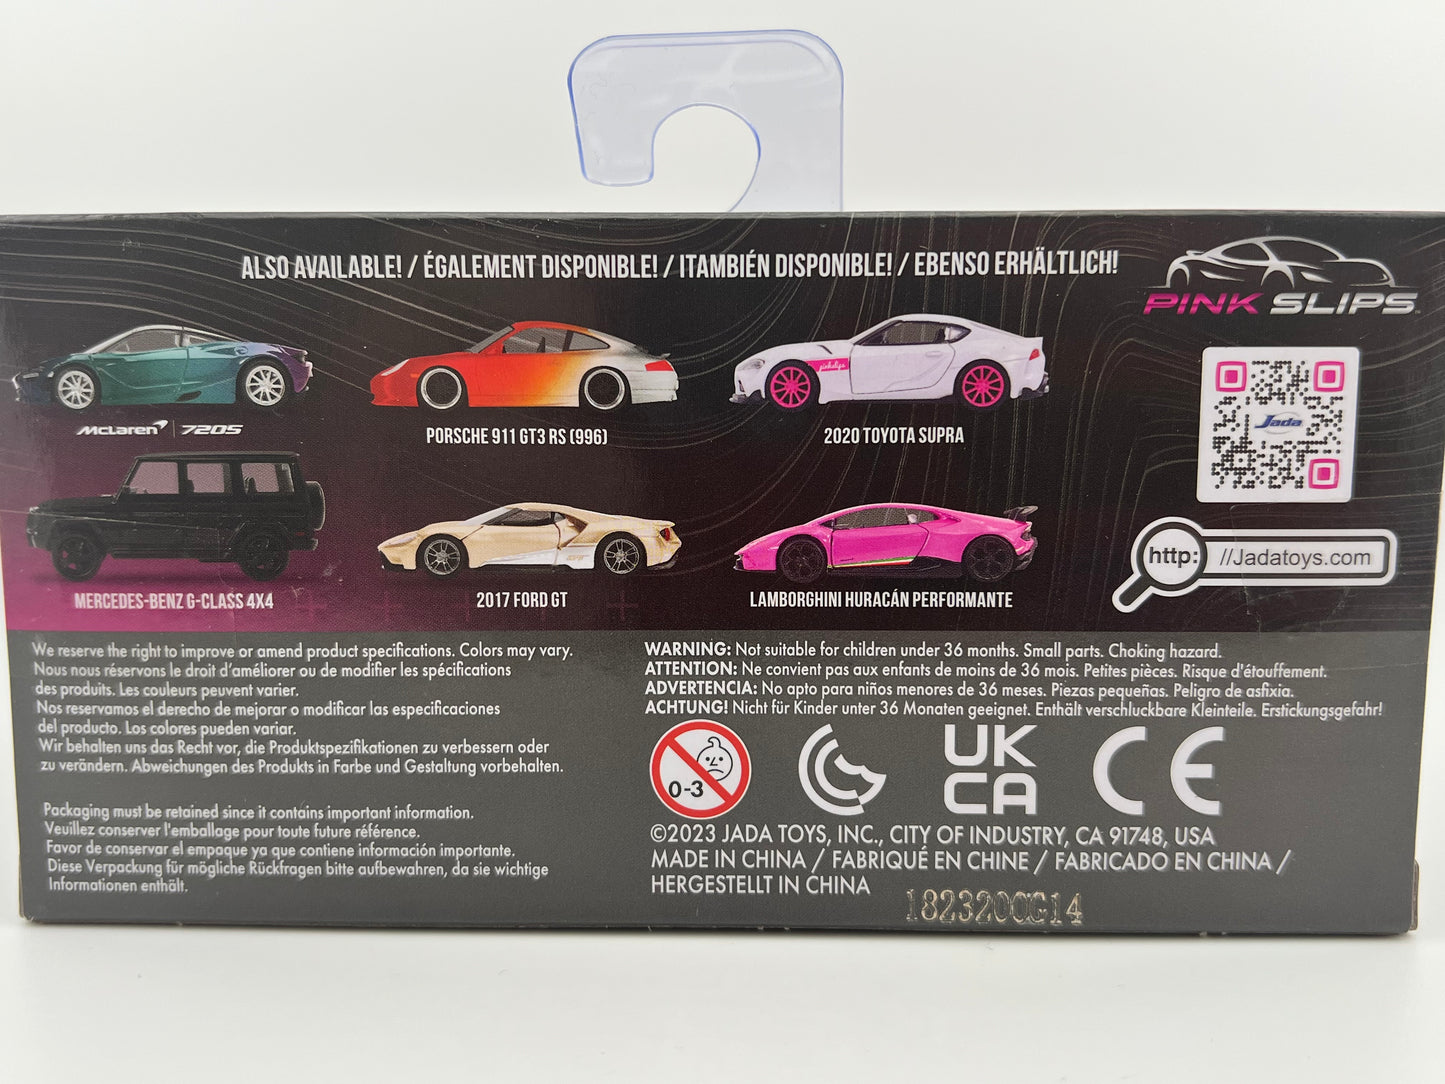 ALSO AVAILABLE! / ÉGALEMENT DISPONIBLE! / ITAMBIÉN DISPONIBLE! / EBENSO ERHÄLTLICH!
PINK SLIPS™
McLaren | 720S
PORSCHE 911 GT3 RS (996)
pinkslips
2020 TOYOTA SUPRA
Jada
MERCEDES-BENZ G-CLASS 4X4
2017 FORD GT
LAMBORGHINI HURACÁN PERFORMANTE
http: //Jadatoys.com
We reserve the right to improve or amend product specifications. Colors may vary.
Nous nous réservons le droit d'améliorer ou de modifier les spécifications
des produits. Les couleurs peuvent varier.
Nos reservamos el derecho de mejorar o modificar las especificaciones
del producto. Los colores pueden variar.
Wir behalten uns das Recht vor, die Produktspezifikationen zu verbessern oder
zu verändern. Abweichungen des Produkts in Farbe und Gestaltung vorbehalten.
Packaging must be retained since it contains important information.
Veuillez conserver l'emballage pour toute future référence.
Favor de conservar el empaque ya que contiene información importante.
Diese Verpackung für mögliche Rückfragen bitte aufbewahren, da sie wichtige
Informationen enthält.
WARNING: Not suitable for children under 36 months. Small parts. Choking hazard.
ATTENTION: Ne convient pas aux enfants de moins de 36 mois. Petites pièces. Risque d'étouffement.
ADVERTENCIA: No apto para niños menores de 36 meses. Piezas pequeñas. Peligro de asfixia.
ACHTUNG! Nicht für Kinder unter 36 Monaten geeignet. Enthält verschluckbare Kleinteile. Erstickungsgefahr!
0-3
UK
CA
CE
©2023 JADA TOYS, INC., CITY OF INDUSTRY, CA 91748, USA
MADE IN CHINA / FABRIQUÉ EN CHINE / FABRICADO EN CHINA /
HERGESTELLT IN CHINA